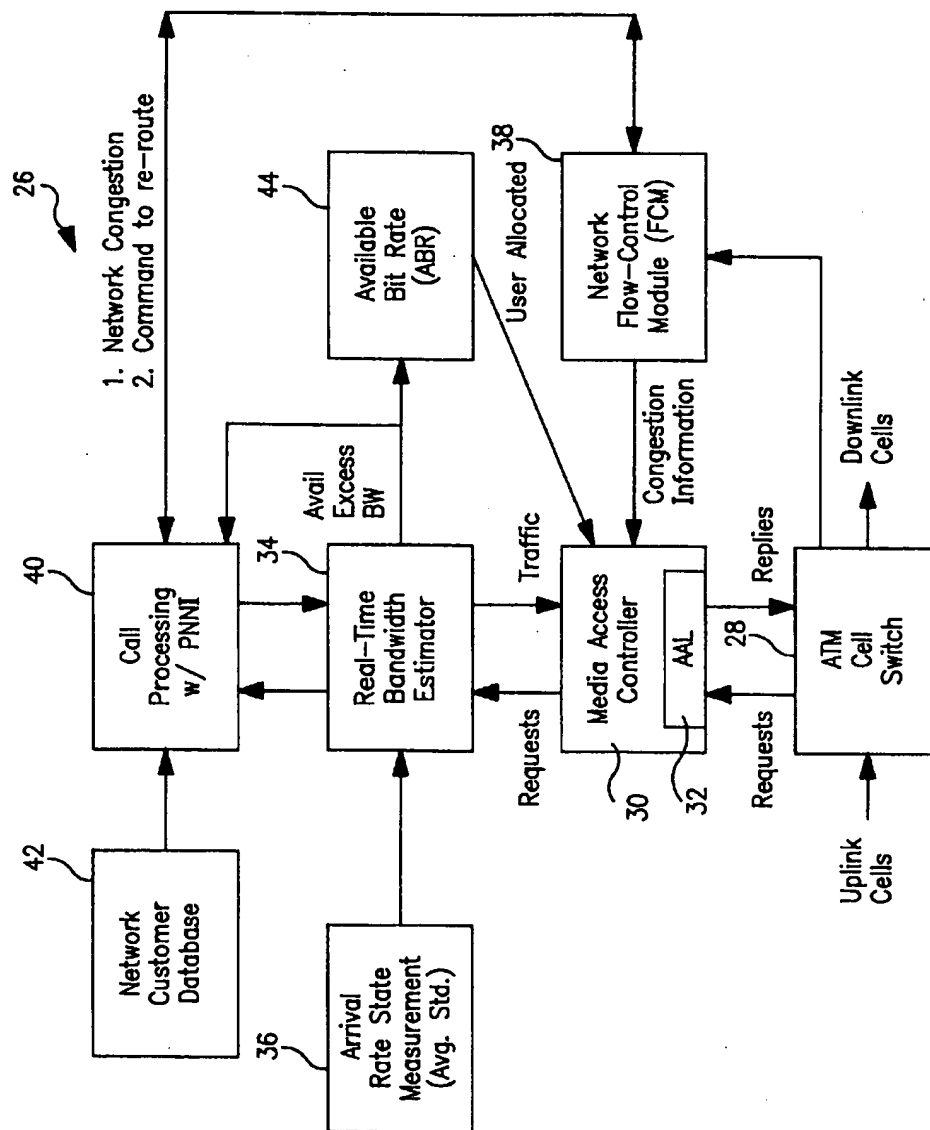 26
1. Network Congestion
2. Command to re-route
42
Network
Customer
Database
40
Call
Processing
w/ PNNI
Avail
Excess
BW
44
Available
Bit Rate
(ABR)
36
Arrival
Rate State
Measurement
(Avg. Std.)
34
Real-Time
Bandwidth
Estimator
User Allocated
Requests
Traffic
38
Network
Flow-Control
Module (FCM)
Congestion
Information
30
Media Access
Controller
32
AAL
Requests
Replies
28
ATM
Cell
Switch
Uplink
Cells
Downlink
Cells